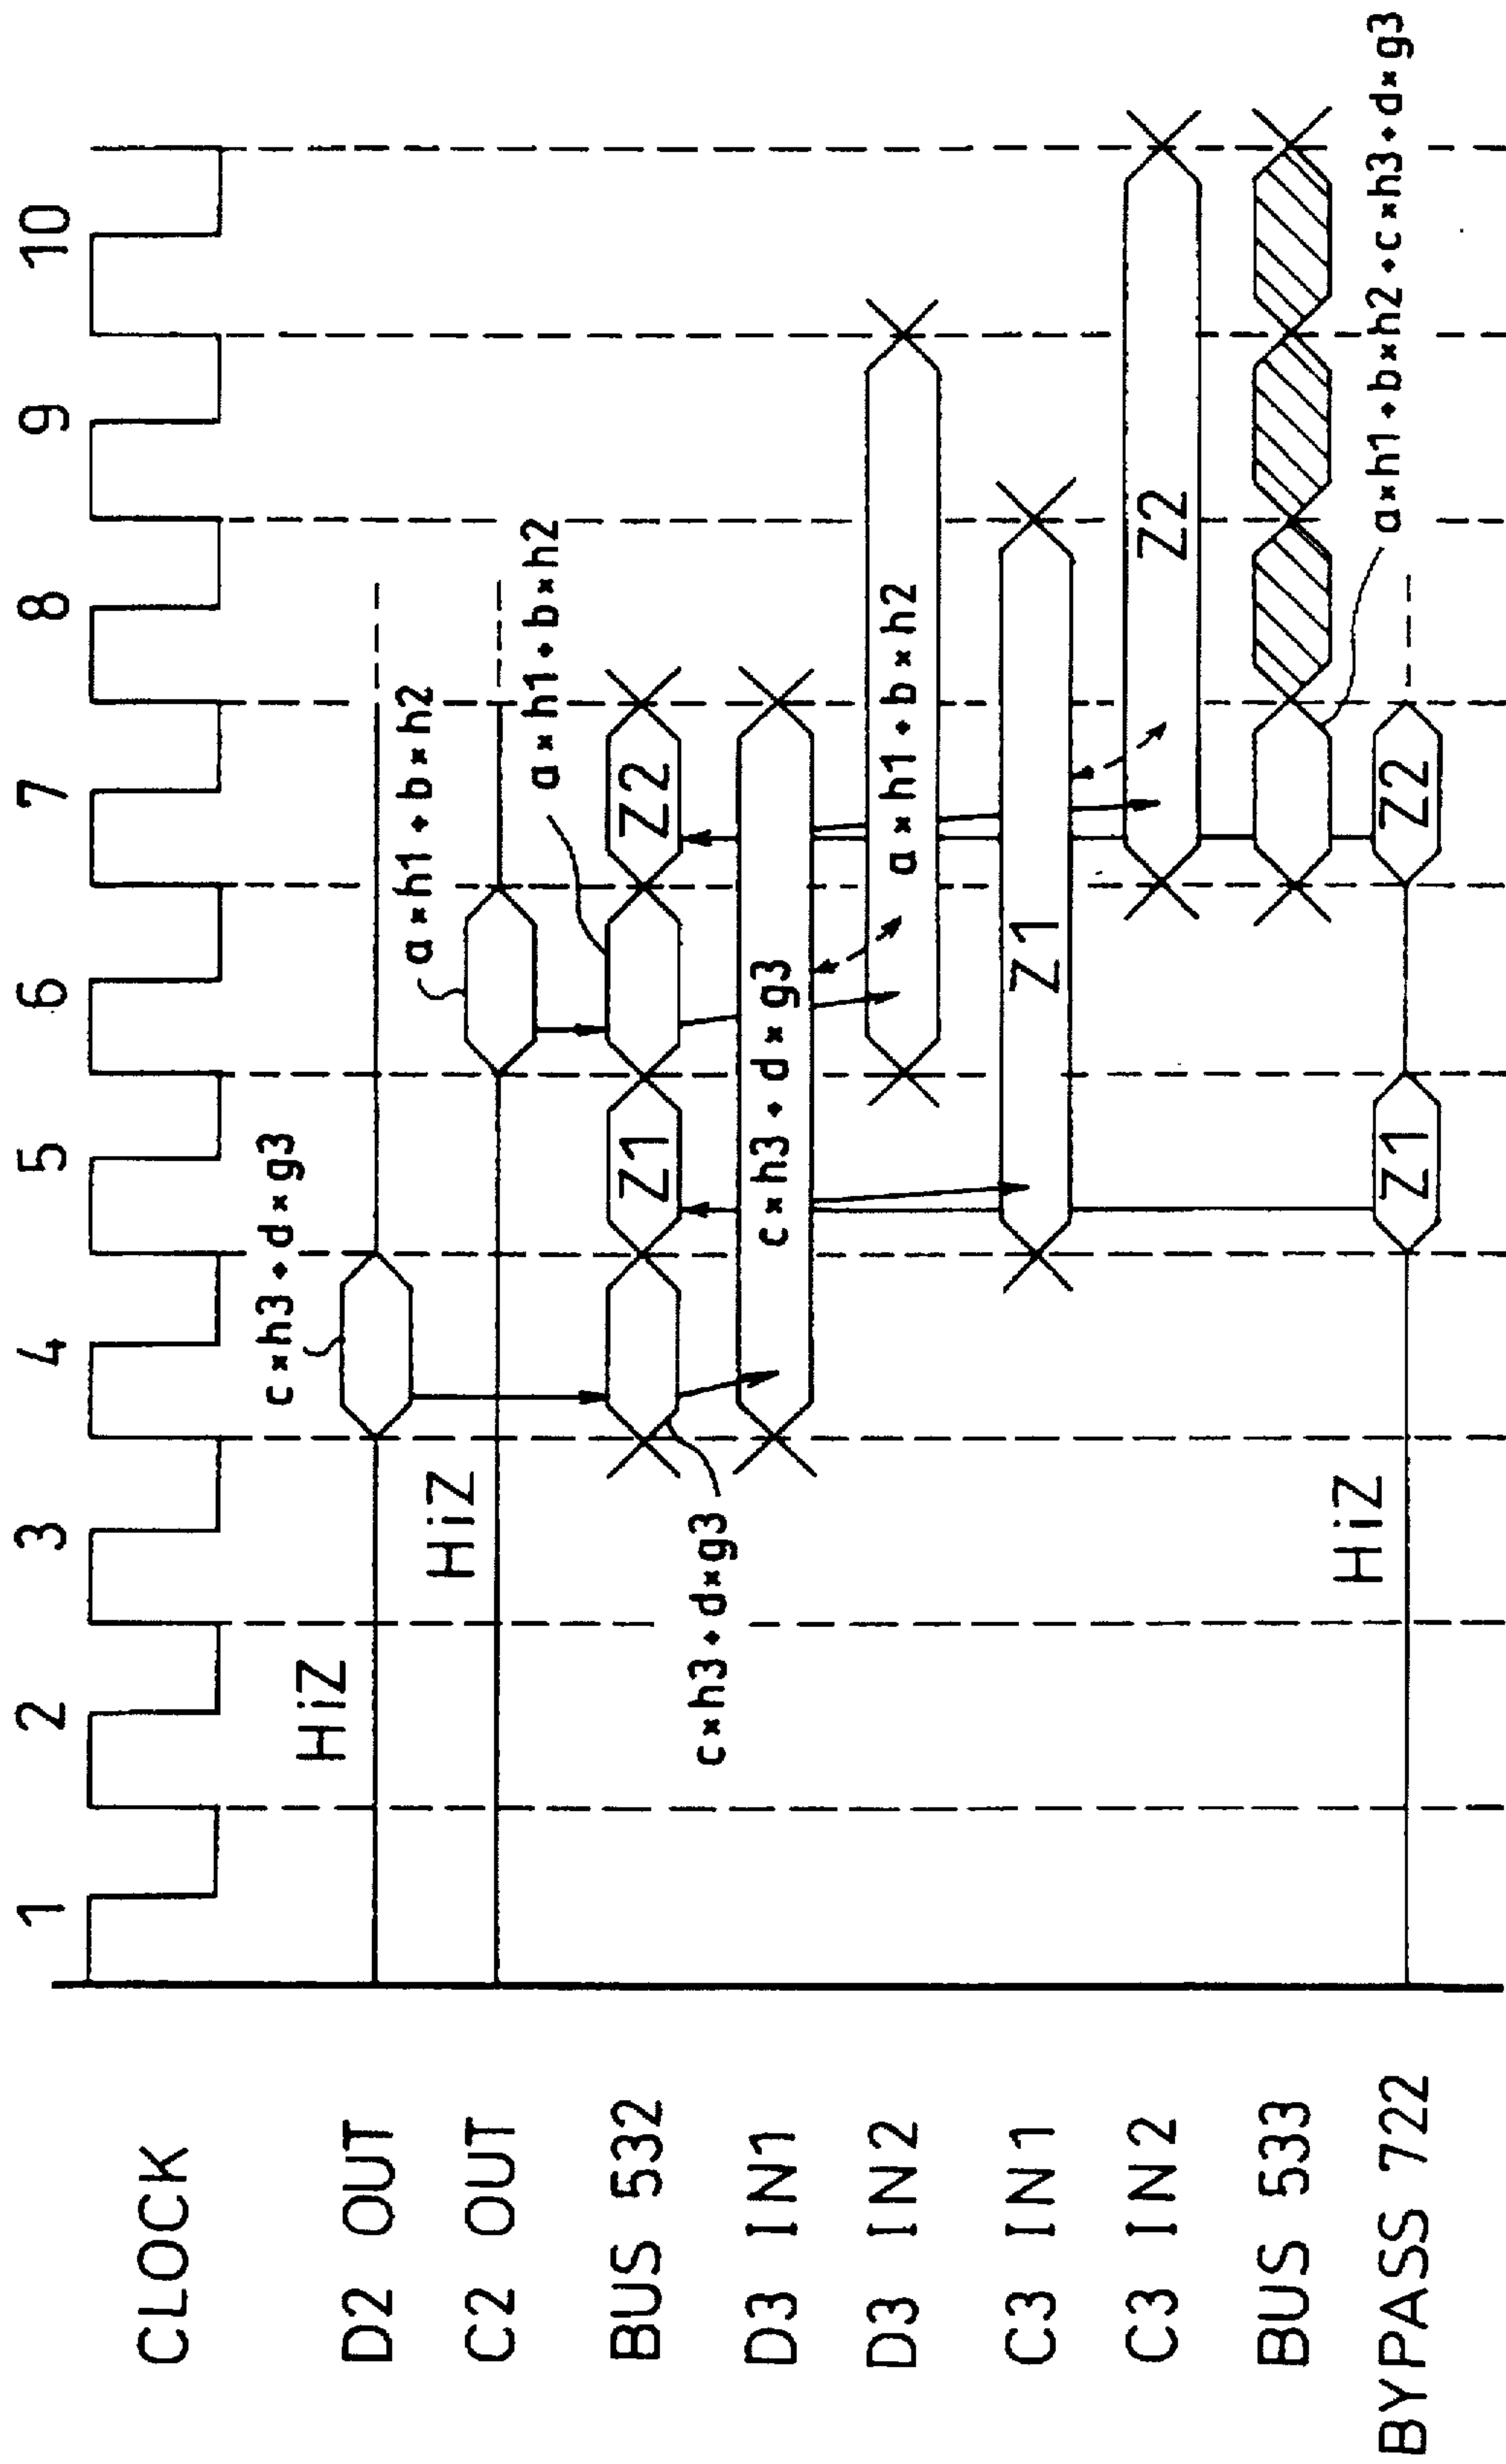 1 2 3 4 5 6 7 8 9 10
CLOCK
c×h3+d×g3
D2 OUT
HiZ
a×h1+b×h2
C2 OUT
HiZ
a×h1+b×h2
BUS 532
Z1
Z2
c×h3+d×g3
D3 IN1
c×h3+d×g3
D3 IN2
a×h1+b×h2
C3 IN1
Z1
C3 IN2
Z2
BUS 533
a×h1+b×h2+c×h3+d×g3
BYPASS 722
HiZ
Z1
Z2